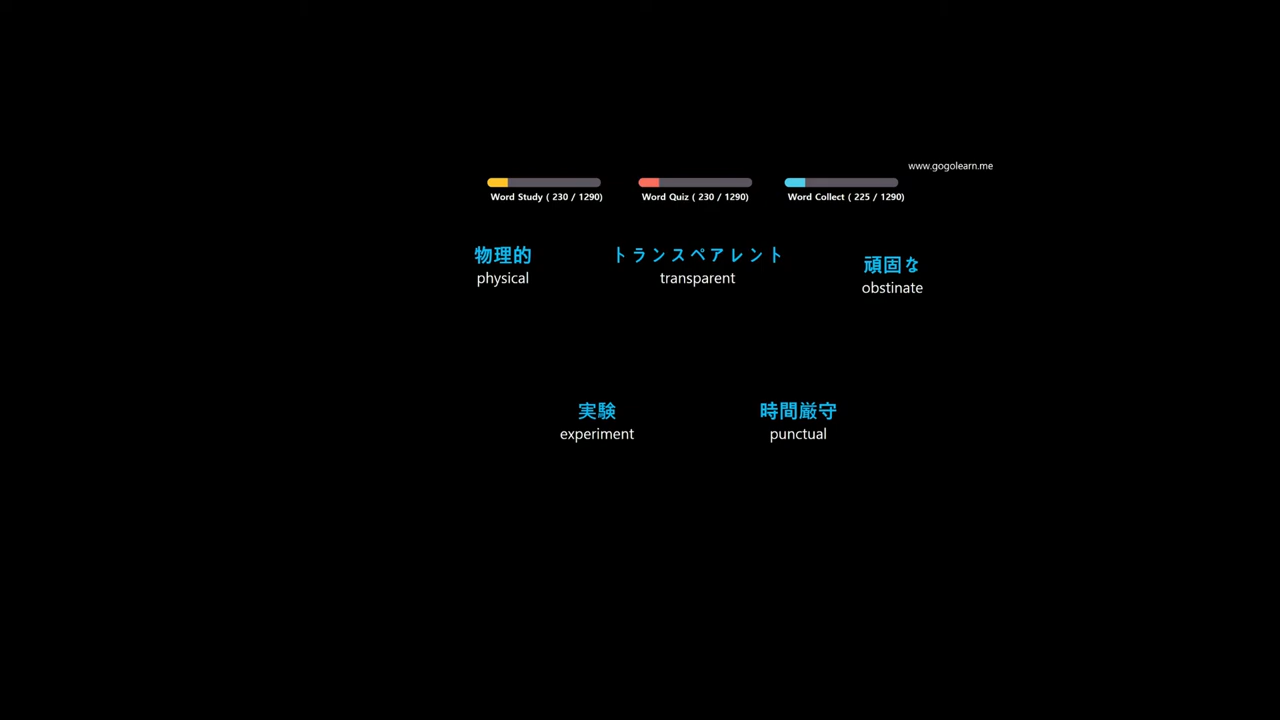 www.gogolearn.me
Word Study ( 230 / 1290)
Word Quiz ( 230 / 1290)
Word Collect ( 225 / 1290)
物理的
physical
トランスペアレント
transparent
頑固な
obstinate
実験
experiment
時間厳守
punctual